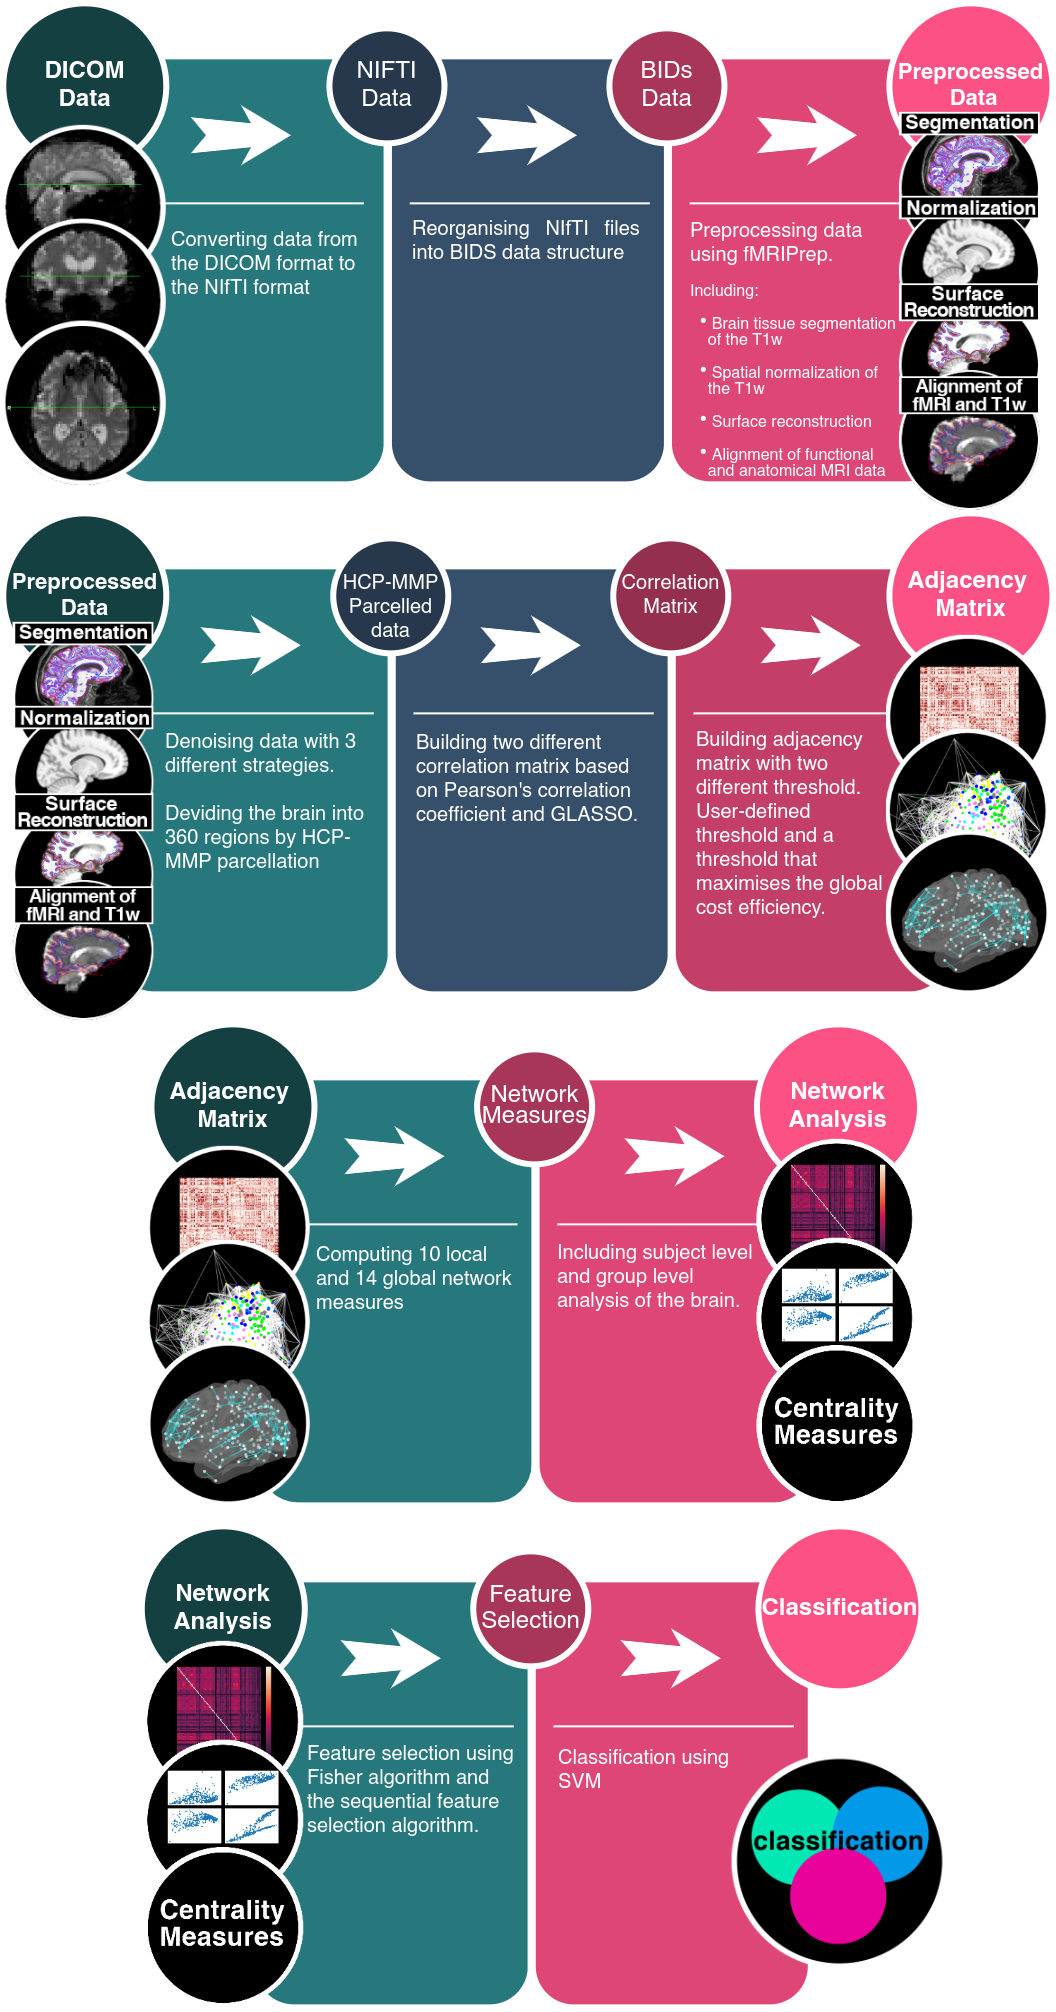 DICOM
Data
NIFTI
Data
BIDs
Data
Preprocessed
Data
Segmentation
Normalization
Surface
Reconstruction
Alignment of
fMRI and T1w
Converting data from
the DICOM format to
the NIfTI format
Reorganising NIfTI files
into BIDS data structure
Preprocessing data
using fMRIPrep.
Including:
• Brain tissue segmentation
of the T1w
• Spatial normalization of
the T1w
• Surface reconstruction
• Alignment of functional
and anatomical MRI data
Preprocessed
Data
Segmentation
Normalization
Surface
Reconstruction
Alignment of
fMRI and T1w
HCP-MMP
Parcelled
data
Correlation
Matrix
Adjacency
Matrix
Denoising data with 3
different strategies.
Deviding the brain into
360 regions by HCP-
MMP parcellation
Building two different
correlation matrix based
on Pearson's correlation
coefficient and GLASSO.
Building adjacency
matrix with two
different threshold.
User-defined
threshold and a
threshold that
maximises the global
cost efficiency.
Adjacency
Matrix
Network
Measures
Network
Analysis
Computing 10 local
and 14 global network
measures
Including subject level
and group level
analysis of the brain.
Centrality
Measures
Network
Analysis
Feature
Selection
Classification
Feature selection using
Fisher algorithm and
the sequential feature
selection algorithm.
Classification using
SVM
Centrality
Measures
classification